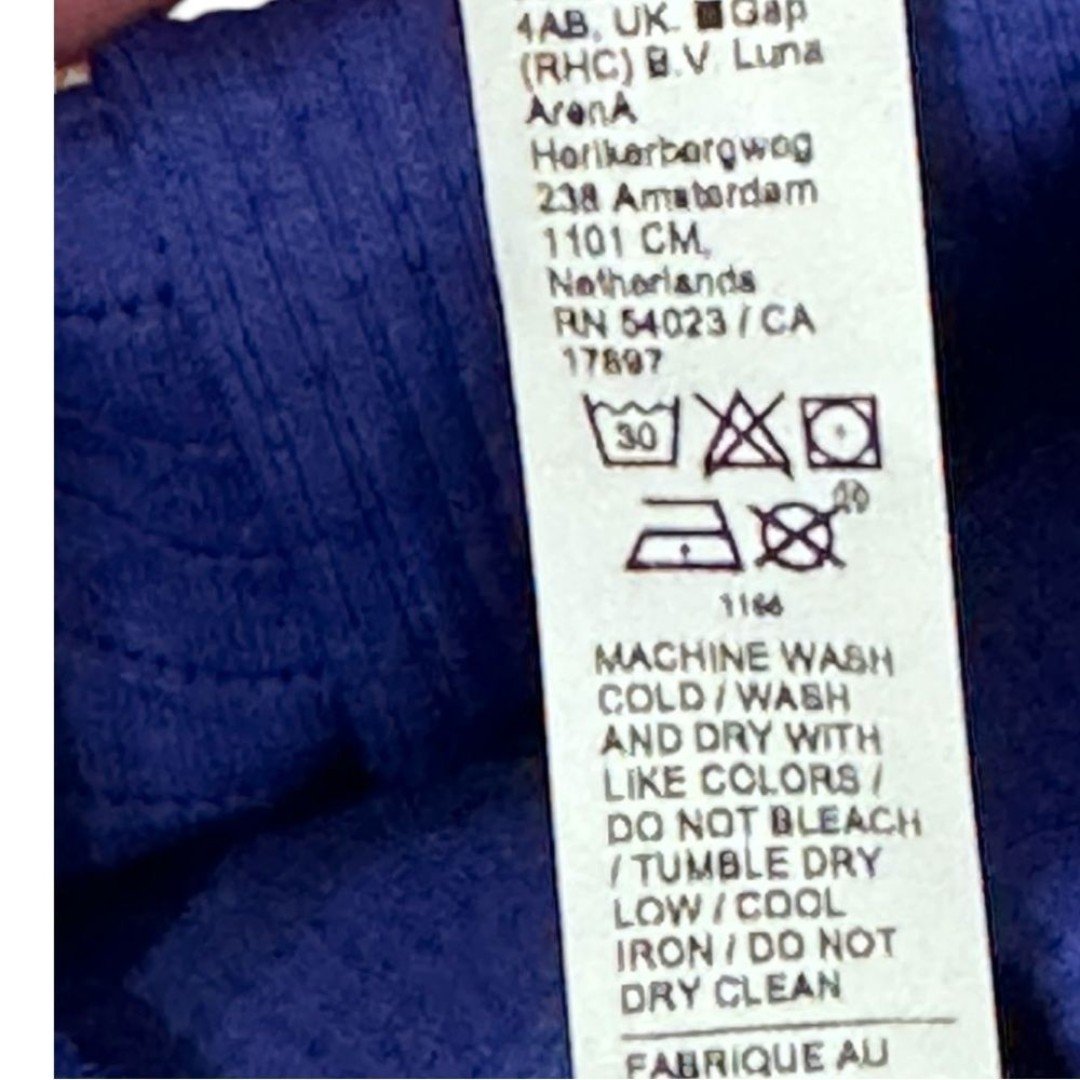 4AB, UK. Gap
(RHC) B.V. Luna
ArenA
Herikerbergweg
238 Amsterdam
1101 CM,
Netherlands
RN 54023 / CA
17897
30
MACHINE WASH
COLD / WASH
AND DRY WITH
LIKE COLORS /
DO NOT BLEACH
/ TUMBLE DRY
LOW / COOL
IRON / DO NOT
DRY CLEAN
FABRIQUE AU